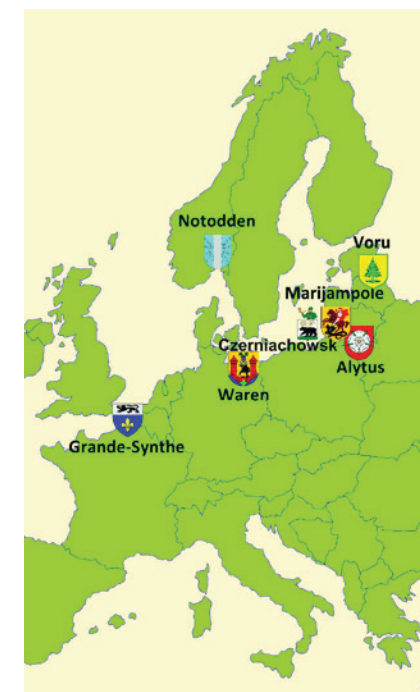 Notodden
Voru
Marijampole
Czerniachowsk
Alytus
Waren
Grande-Synthe